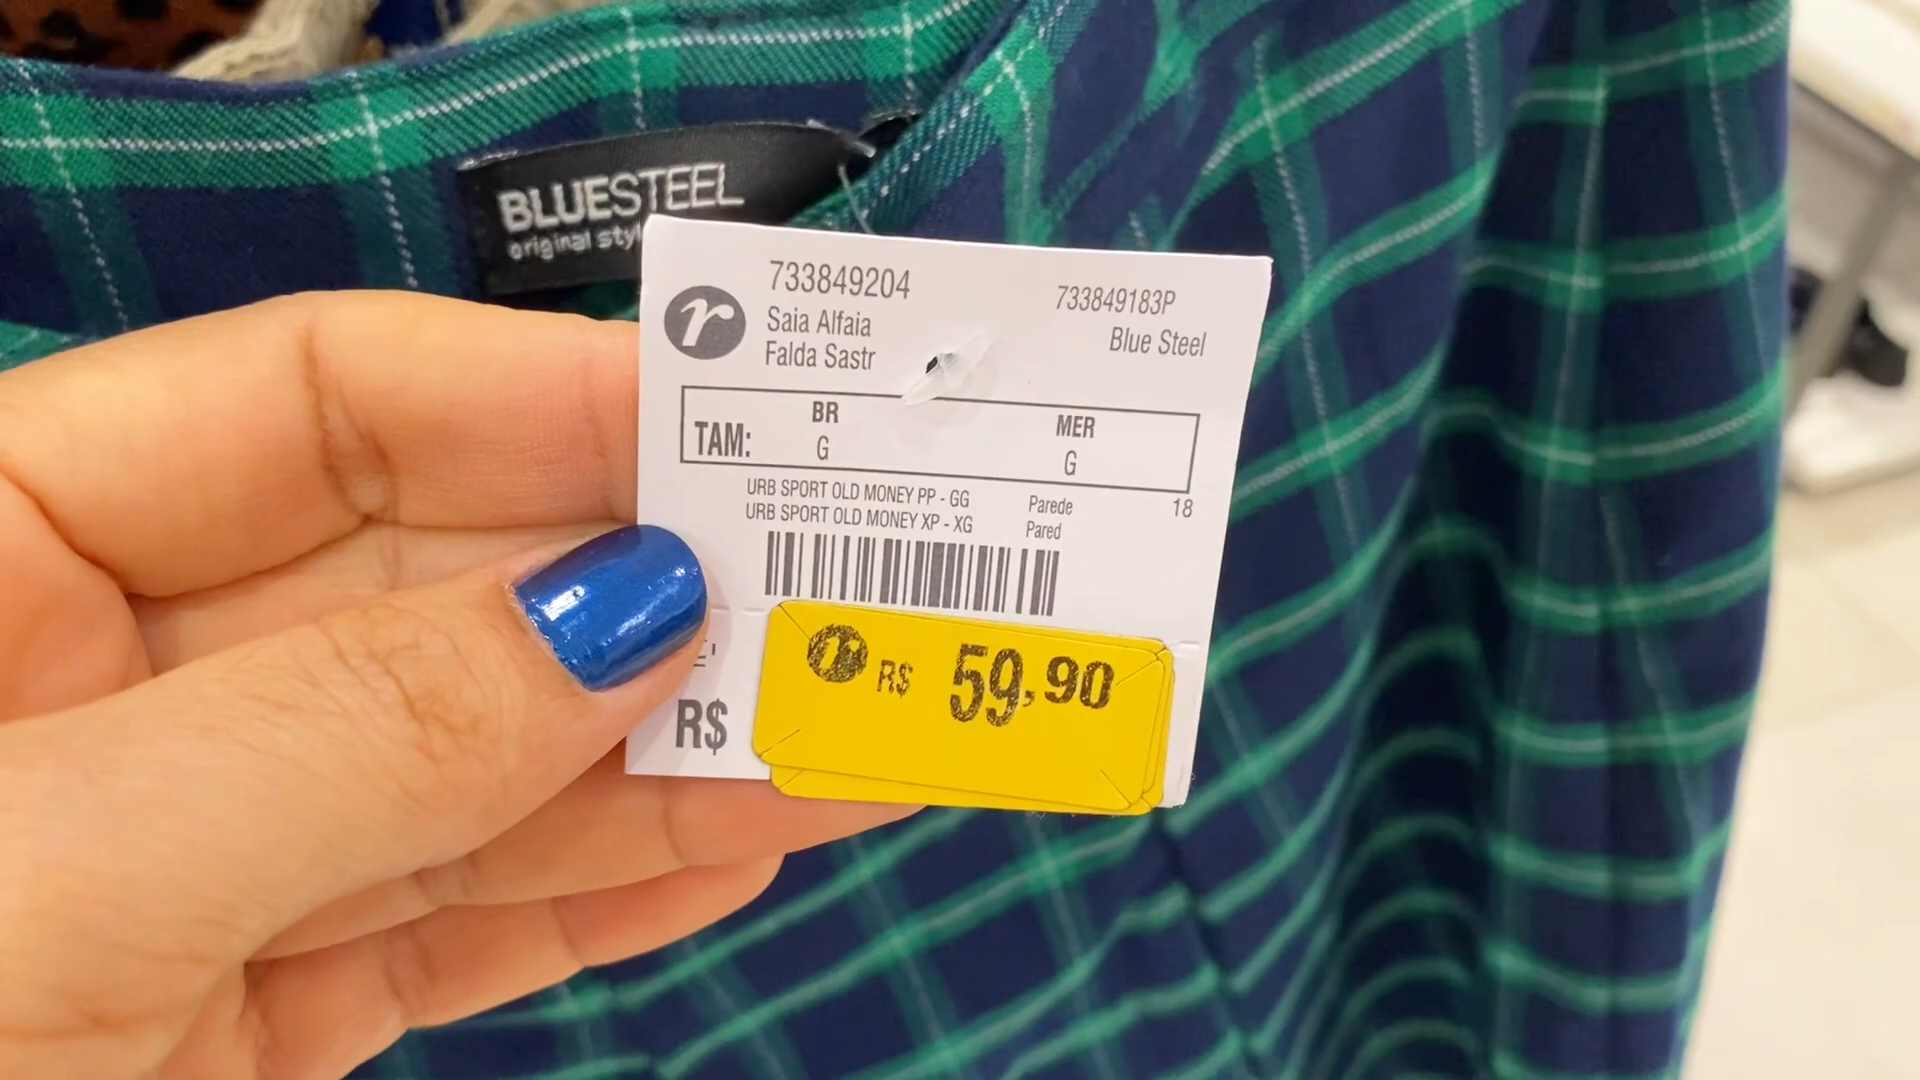 BLUESTEEL
original styl
733849204
733849183P
Saia Alfaia
Falda Sastr
Blue Steel
BR
MER
TAM:
G
G
URB SPORT OLD MONEY PP - GG
URB SPORT OLD MONEY XP - XG
Parede
Pared
18
r
r R$ 59,90
R$